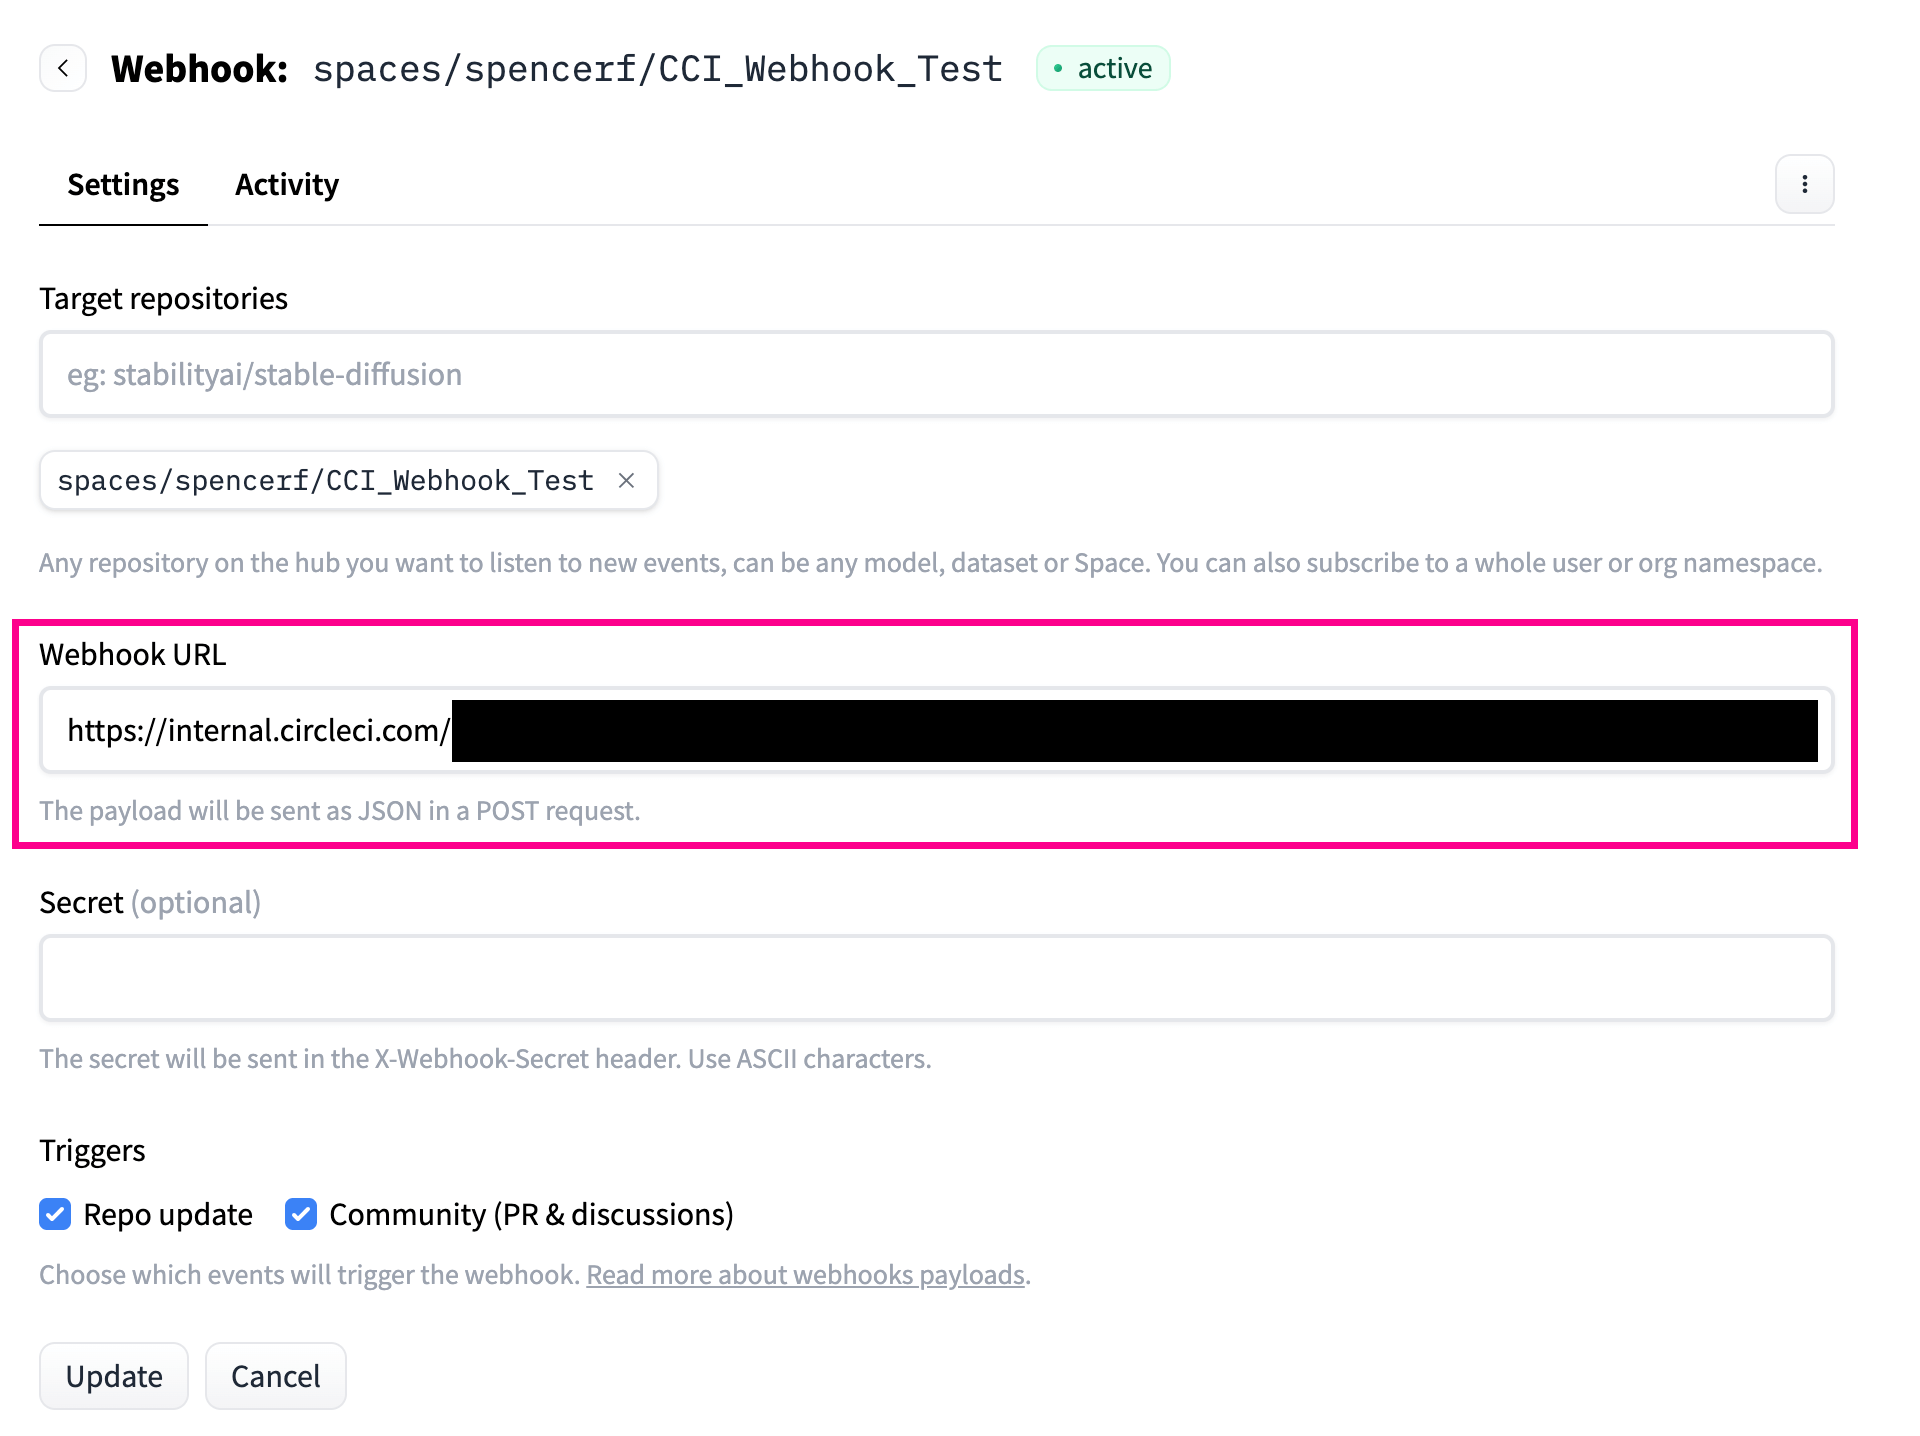 Webhook: spaces/spencerf/CCI_Webhook_Test active
Settings Activity
Target repositories
eg: stabilityai/stable-diffusion
spaces/spencerf/CCI_Webhook_Test
Any repository on the hub you want to listen to new events, can be any model, dataset or Space. You can also subscribe to a whole user or org namespace.
Webhook URL
https://internal.circleci.com/
The payload will be sent as JSON in a POST request.
Secret (optional)
The secret will be sent in the X-Webhook-Secret header. Use ASCII characters.
Triggers
Repo update Community (PR & discussions)
Choose which events will trigger the webhook. Read more about webhooks payloads.
Update Cancel